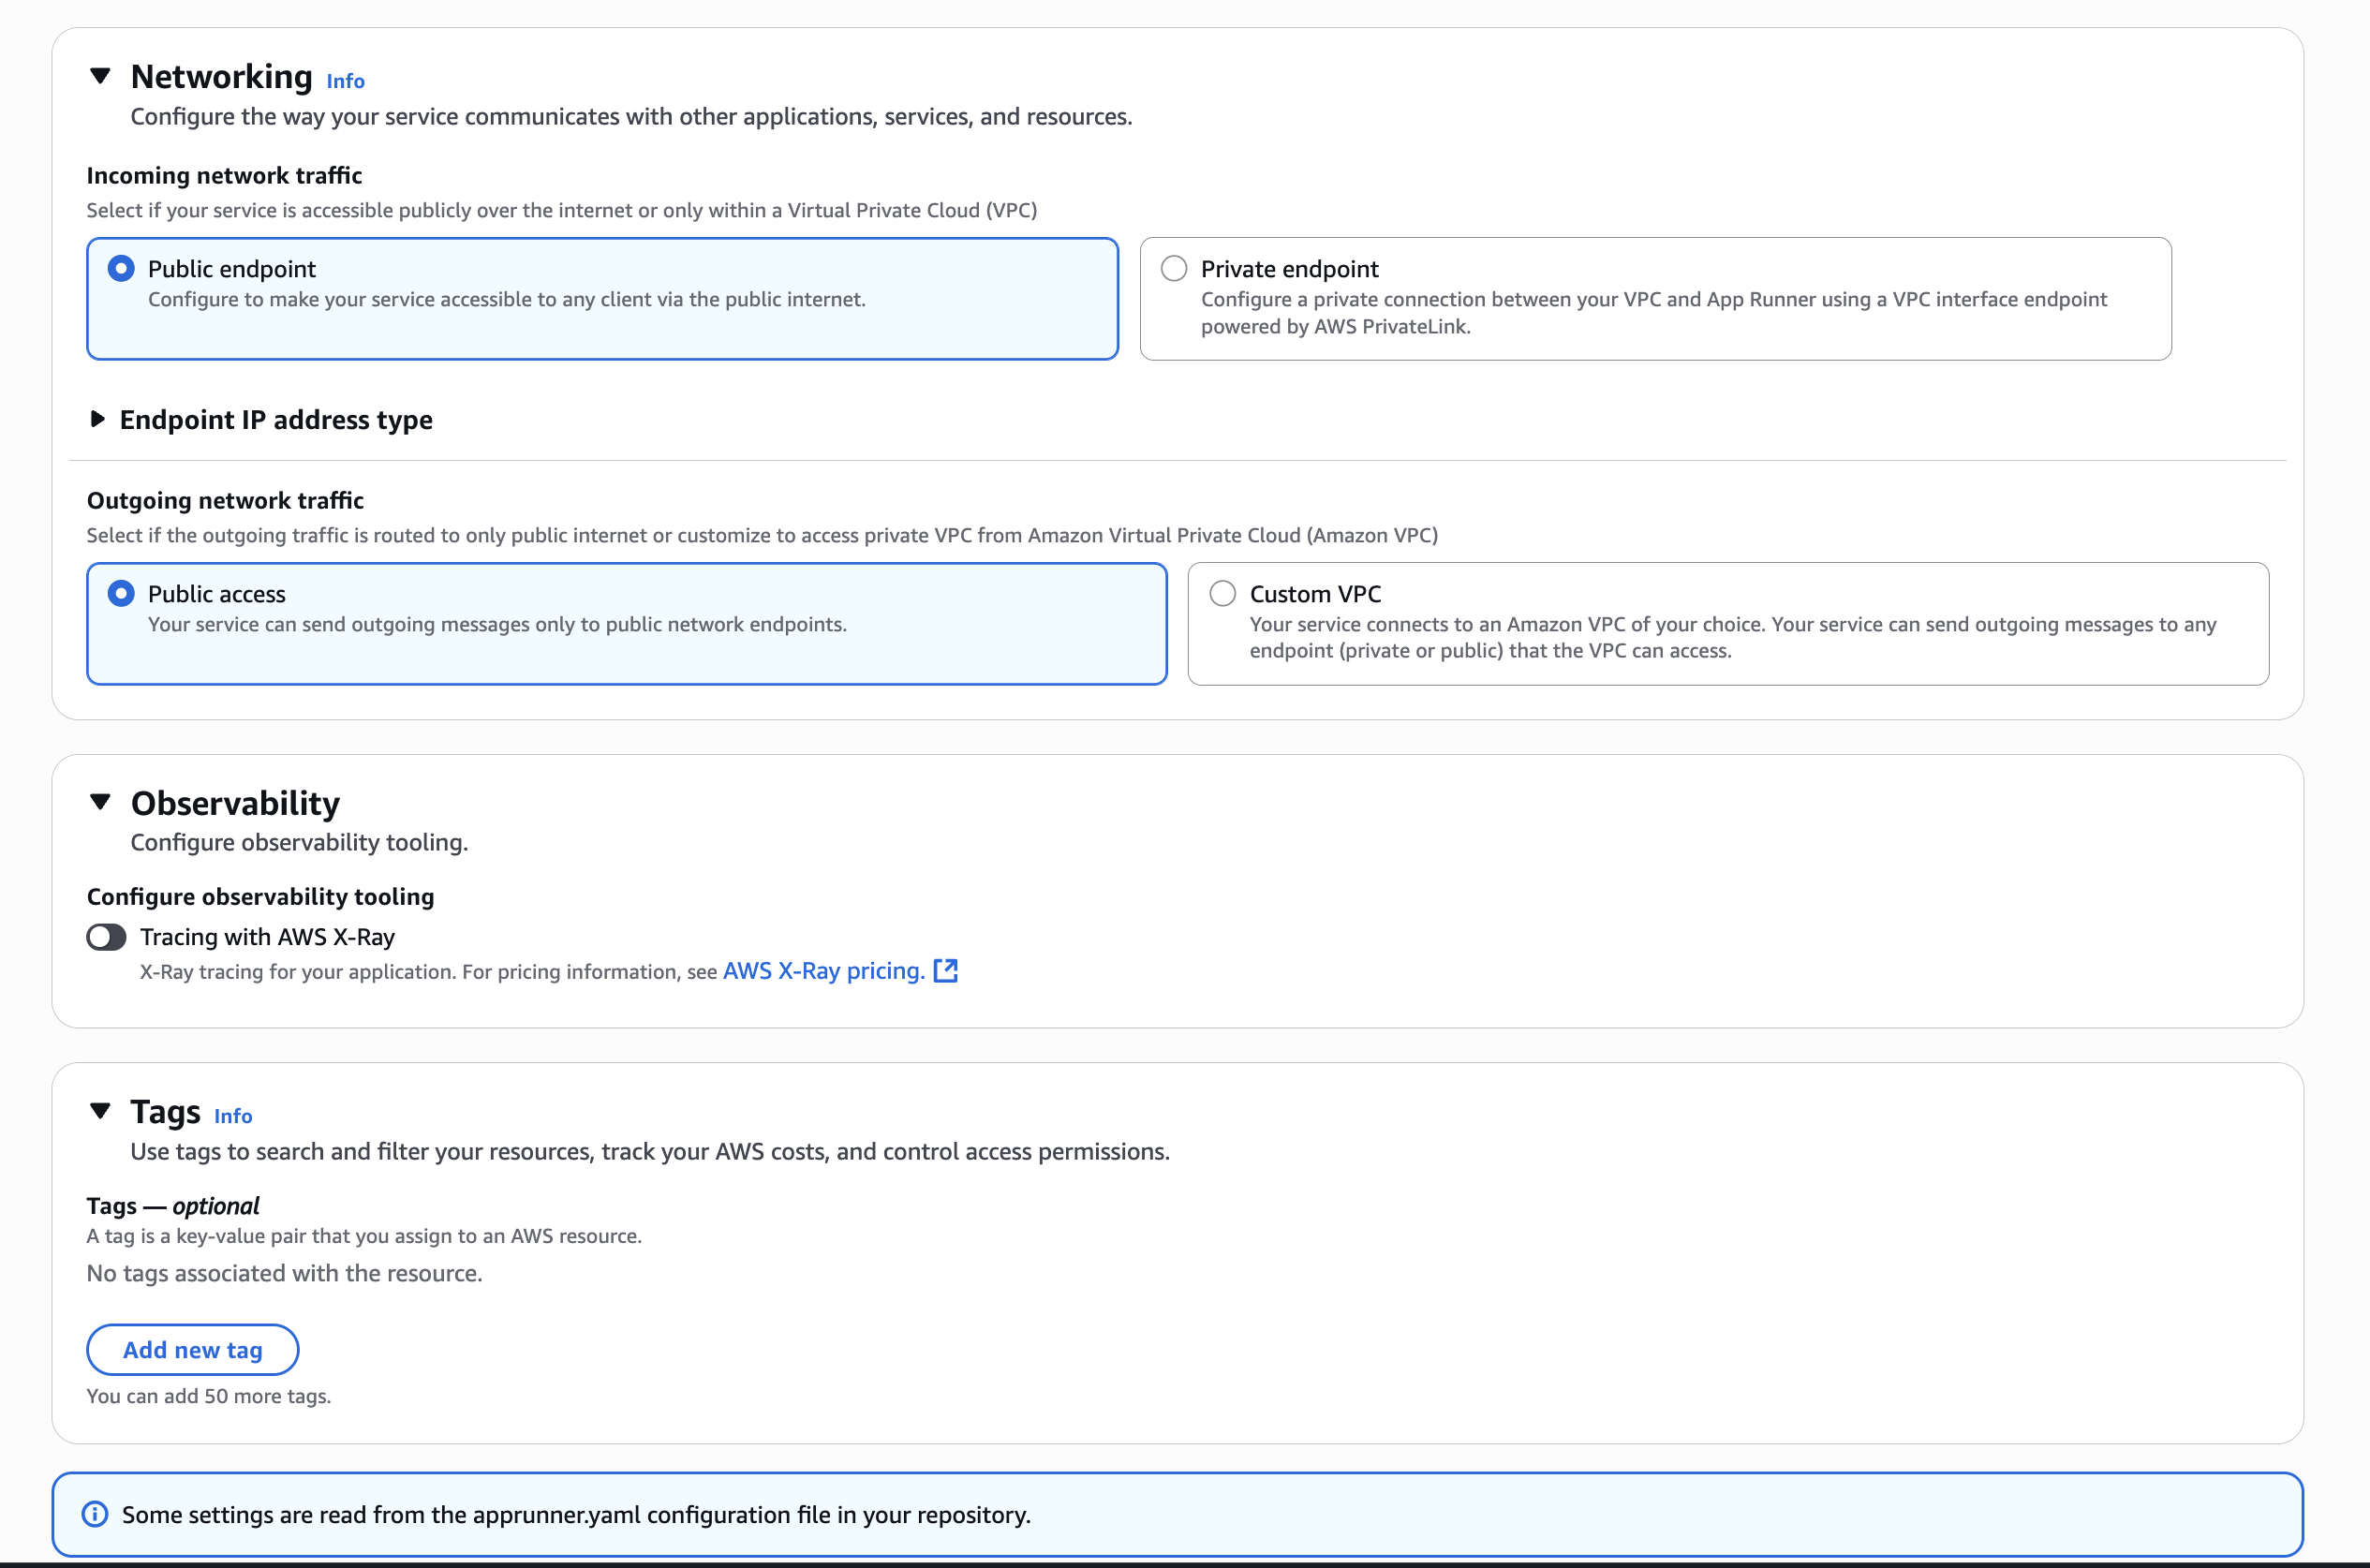 Networking Info
Configure the way your service communicates with other applications, services, and resources.
Incoming network traffic
Select if your service is accessible publicly over the internet or only within a Virtual Private Cloud (VPC)
Public endpoint
Configure to make your service accessible to any client via the public internet.
Private endpoint
Configure a private connection between your VPC and App Runner using a VPC interface endpoint
powered by AWS PrivateLink.
Endpoint IP address type
Outgoing network traffic
Select if the outgoing traffic is routed to only public internet or customize to access private VPC from Amazon Virtual Private Cloud (Amazon VPC)
Public access
Your service can send outgoing messages only to public network endpoints.
Custom VPC
Your service connects to an Amazon VPC of your choice. Your service can send outgoing messages to any
endpoint (private or public) that the VPC can access.
Observability
Configure observability tooling.
Configure observability tooling
Tracing with AWS X-Ray
X-Ray tracing for your application. For pricing information, see AWS X-Ray pricing.
Tags Info
Use tags to search and filter your resources, track your AWS costs, and control access permissions.
Tags — optional
A tag is a key-value pair that you assign to an AWS resource.
No tags associated with the resource.
Add new tag
You can add 50 more tags.
Some settings are read from the apprunner.yaml configuration file in your repository.